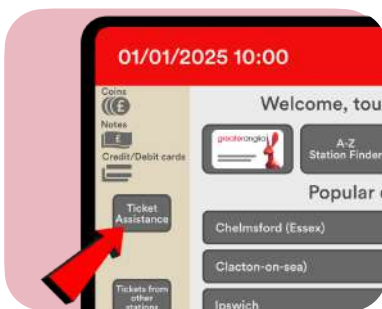 01/01/2025 10:00
Coins
Notes
Credit/Debit cards
Ticket
Assistance
Tickets from
other
stations
Welcome, tou
greateranglia
A-Z
Station Finder
Popular
Chelmsford (Essex)
Clacton-on-sea)
Ipswich